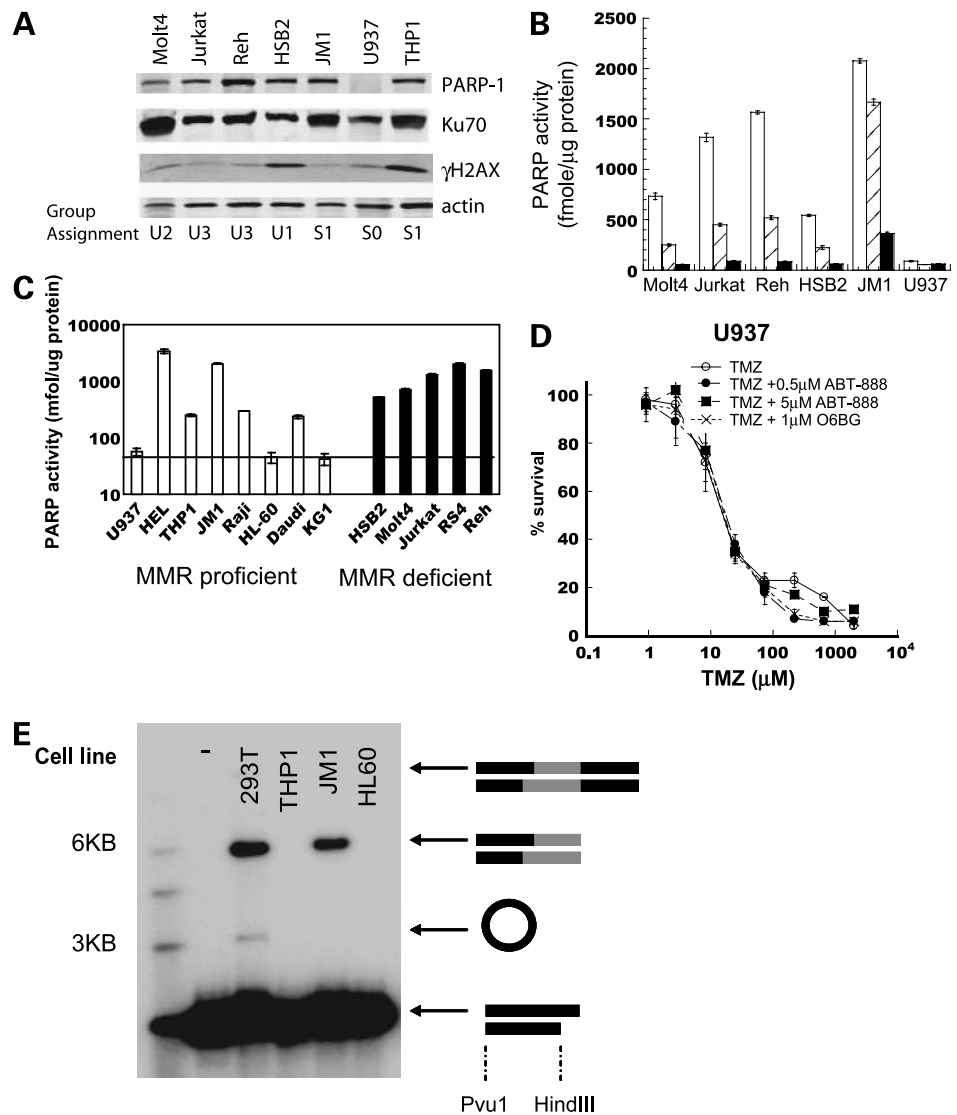 A
Molt4 Jurkat Reh HSB2 JM1 U937 THP1
PARP-1
Ku70
γH2AX
actin
Group
Assignment U2 U3 U3 U1 S1 S0 S1
B
PARP activity
(fmole/μg protein)
2500
2000
1500
1000
500
0
Molt4 Jurkat Reh HSB2 JM1 U937
C
PARP activity (mfol/ug protein)
10000
1000
100
10
U937 HEL THP1 JM1 Raji HL-60 Daudi KG1 HSB2 Molt4 Jurkat RS4 Reh
MMR proficient MMR deficient
D
U937
TMZ
TMZ +0.5μM ABT-888
TMZ + 5μM ABT-888
TMZ + 1μM O6BG
% survival
100
80
60
40
20
0
0.1 1 10 100 1000 10⁴
TMZ (μM)
E
Cell line - 293T THP1 JM1 HL60
6KB
3KB
Pvu1 HindIII